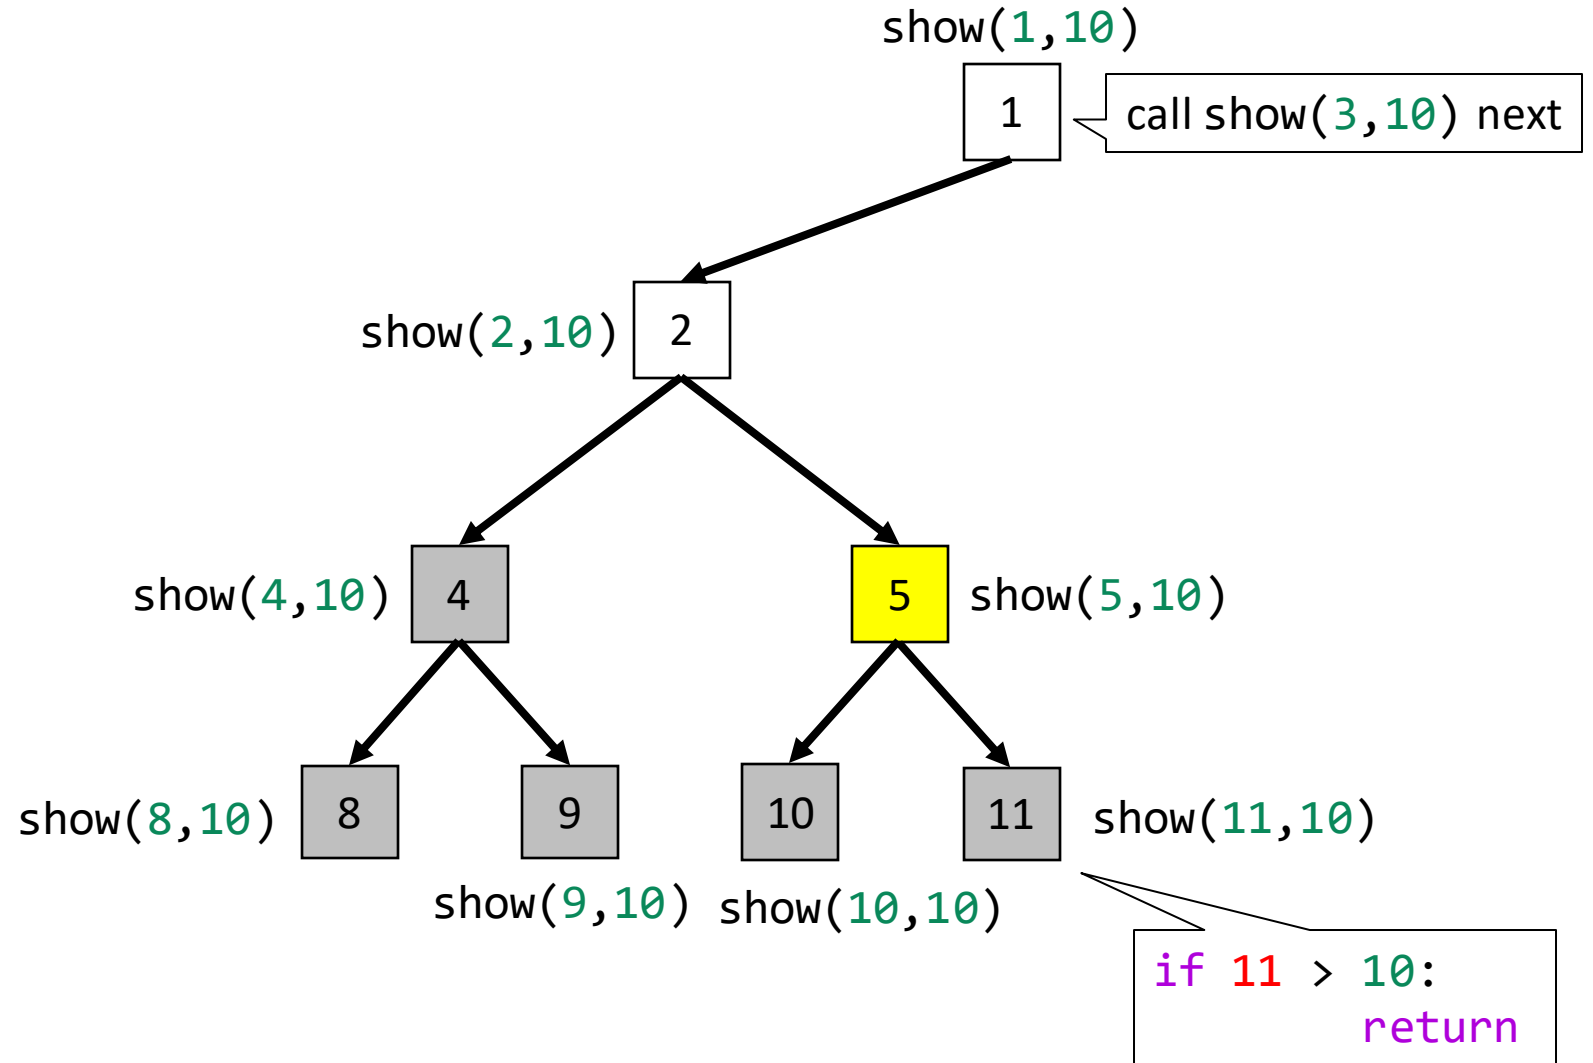 show(1,10)
1
call show(3,10) next
show(2,10)
2
show(4,10)
4
5
show(5,10)
show(8,10)
8
9
10
11
show(11,10)
show(9,10)
show(10,10)
if 11 > 10:
return